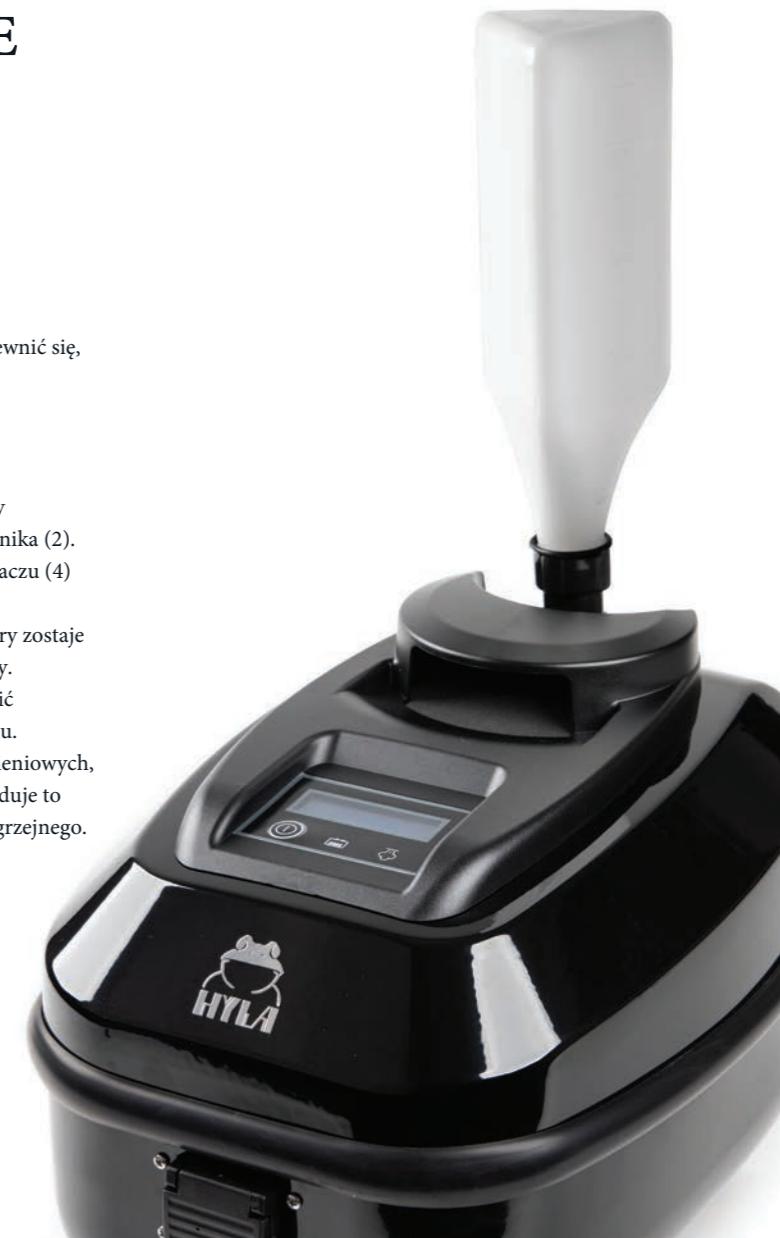 E
ewnić się,
y
nika (2).
aczu (4)
ry zostaje
y.
ić
u.
eniowych,
duje to
grzejnego.
HYLA